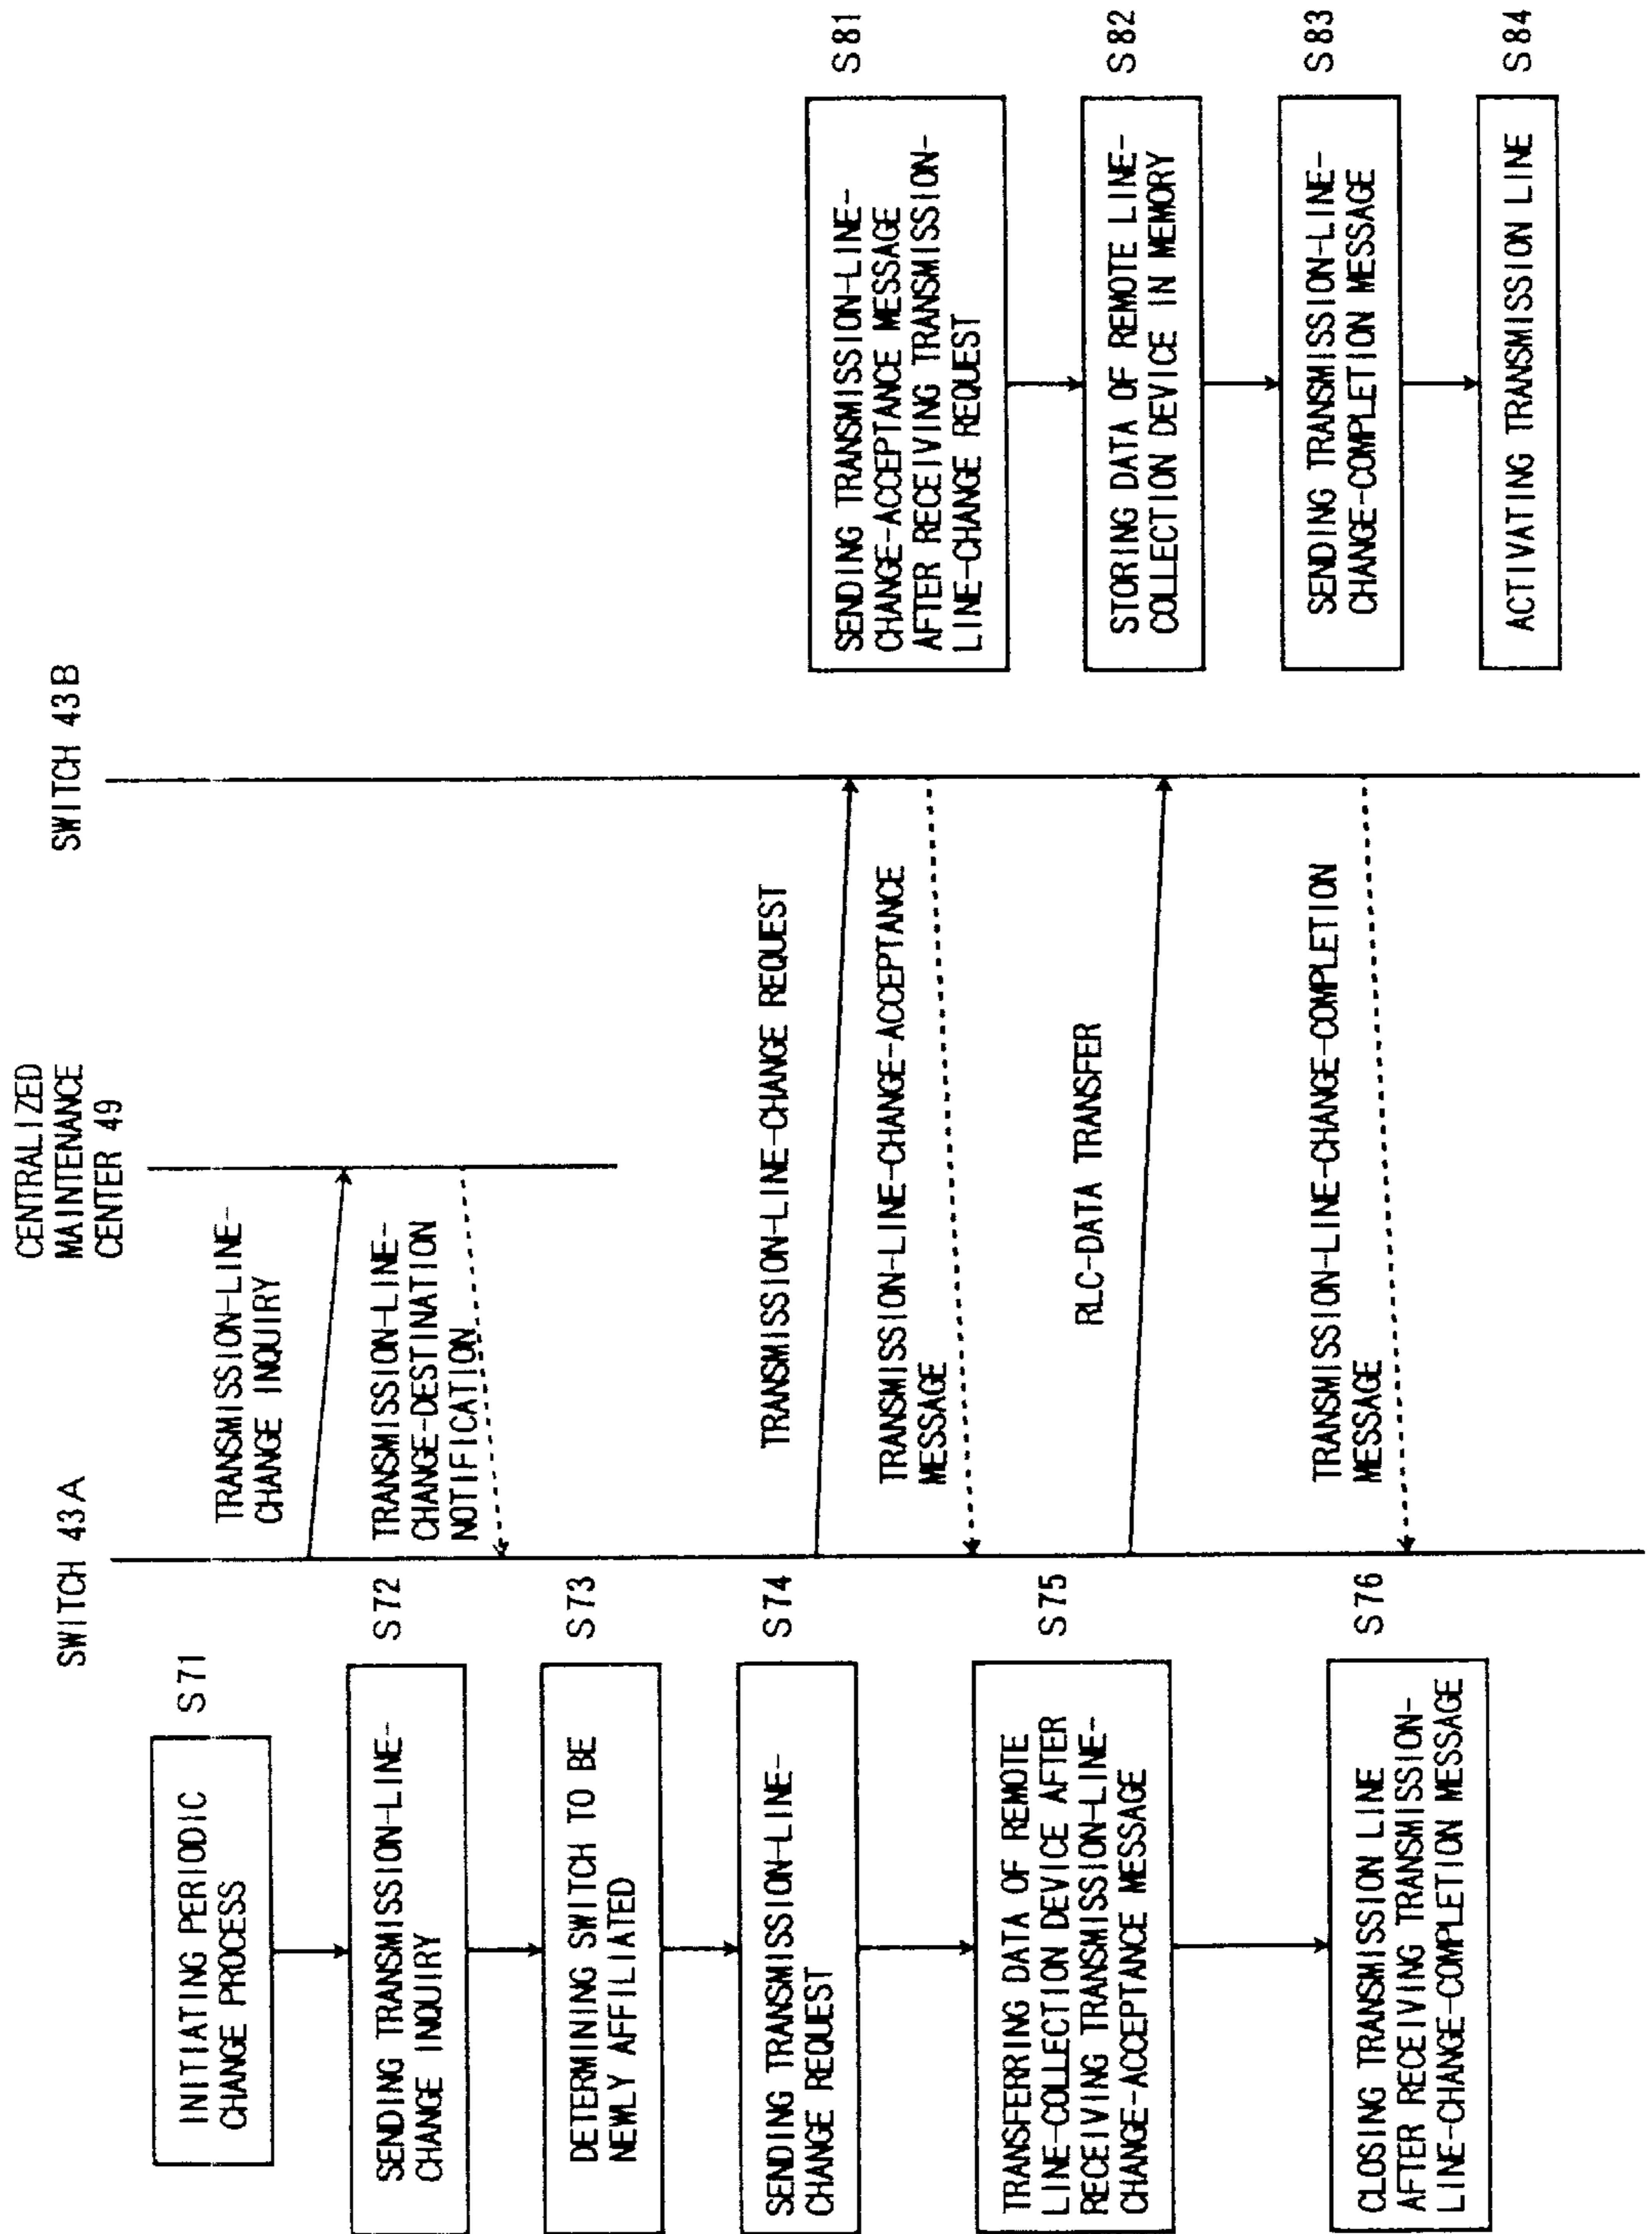 SWITCH 43A
CENTRALIZED
MAINTENANCE
CENTER 49
SWITCH 43B
INITIATING PERIODIC
CHANGE PROCESS
S71
SENDING TRANSMISSION-LINE-
CHANGE INQUIRY
S72
TRANSMISSION-LINE-
CHANGE INQUIRY
TRANSMISSION-LINE-
CHANGE-DESTINATION
NOTIFICATION
DETERMINING SWITCH TO BE
NEWLY AFFILIATED
S73
SENDING TRANSMISSION-LINE-
CHANGE REQUEST
S74
TRANSMISSION-LINE-CHANGE REQUEST
SENDING TRANSMISSION-LINE-
CHANGE-ACCEPTANCE MESSAGE
AFTER RECEIVING TRANSMISSION-
LINE-CHANGE REQUEST
S81
TRANSMISSION-LINE-CHANGE-ACCEPTANCE
MESSAGE
TRANSFERRING DATA OF REMOTE
LINE-COLLECTION DEVICE AFTER
RECEIVING TRANSMISSION-LINE-
CHANGE-ACCEPTANCE MESSAGE
S75
RLC-DATA TRANSFER
STORING DATA OF REMOTE LINE-
COLLECTION DEVICE IN MEMORY
S82
SENDING TRANSMISSION-LINE-
CHANGE-COMPLETION MESSAGE
S83
TRANSMISSION-LINE-CHANGE-COMPLETION
MESSAGE
CLOSING TRANSMISSION LINE
AFTER RECEIVING TRANSMISSION-
LINE-CHANGE-COMPLETION MESSAGE
S76
ACTIVATING TRANSMISSION LINE
S84